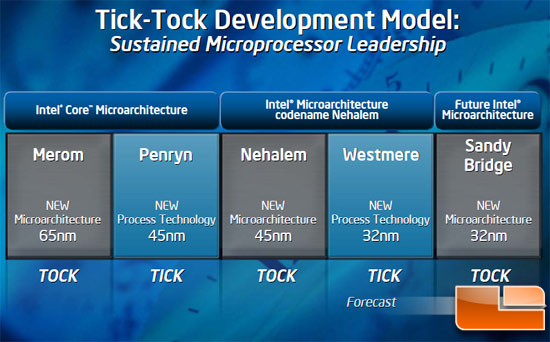 Tick-Tock Development Model:
Sustained Microprocessor Leadership
Intel® Core™ Microarchitecture
Intel® Microarchitecture
codename Nehalem
Future Intel®
Microarchitecture
Merom
NEW
Microarchitecture
65nm
Penryn
NEW
Process Technology
45nm
Nehalem
NEW
Microarchitecture
45nm
Westmere
NEW
Process Technology
32nm
Sandy
Bridge
NEW
Microarchitecture
32nm
TOCK
TICK
TOCK
TICK
TOCK
Forecast